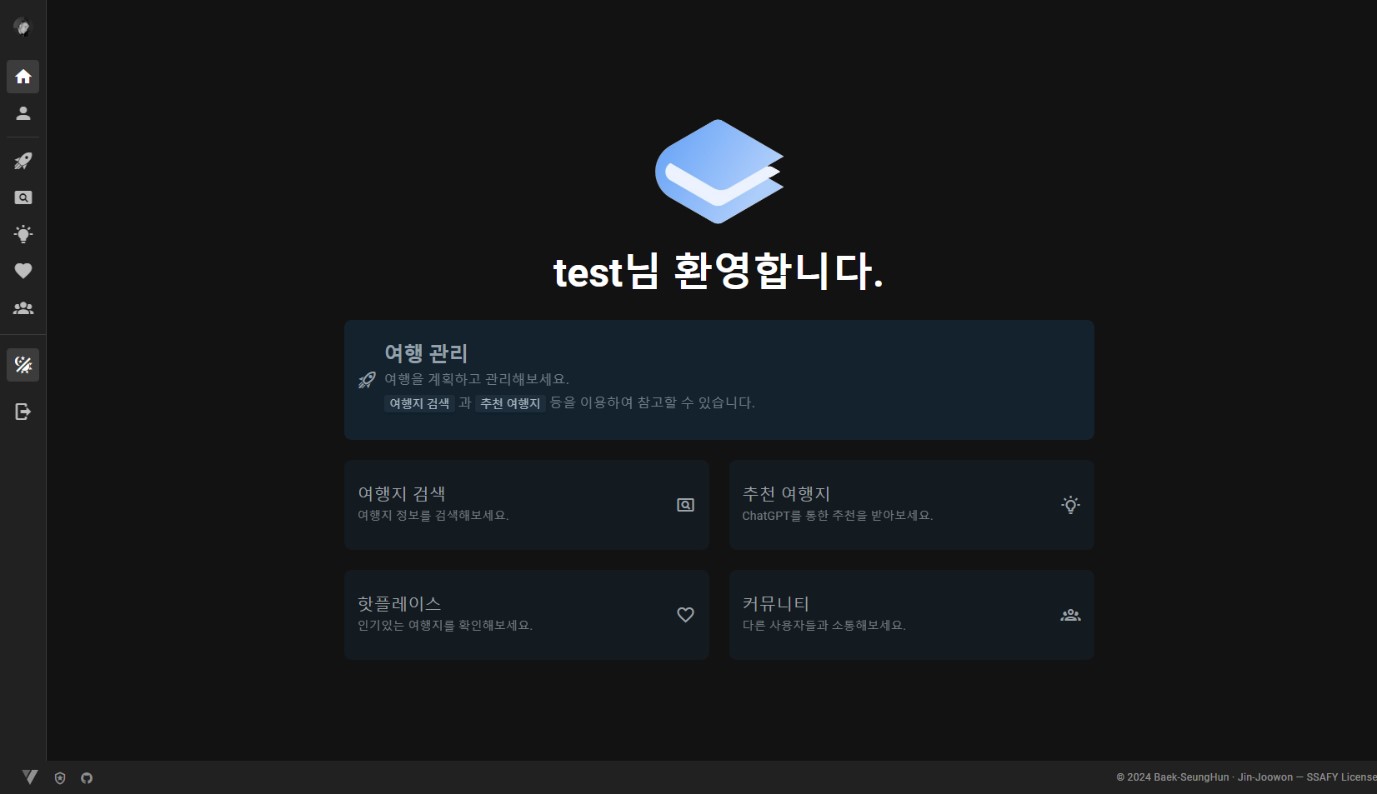 test님 환영합니다.
여행 관리
여행을 계획하고 관리해보세요.
여행지 검색 과 추천 여행지 등을 이용하여 참고할 수 있습니다.
여행지 검색
여행지 정보를 검색해보세요.
추천 여행지
ChatGPT를 통한 추천을 받아보세요.
핫플레이스
인기있는 여행지를 확인해보세요.
커뮤니티
다른 사용자들과 소통해보세요.
© 2024 Baek-SeungHun · Jin-Joowon — SSAFY License